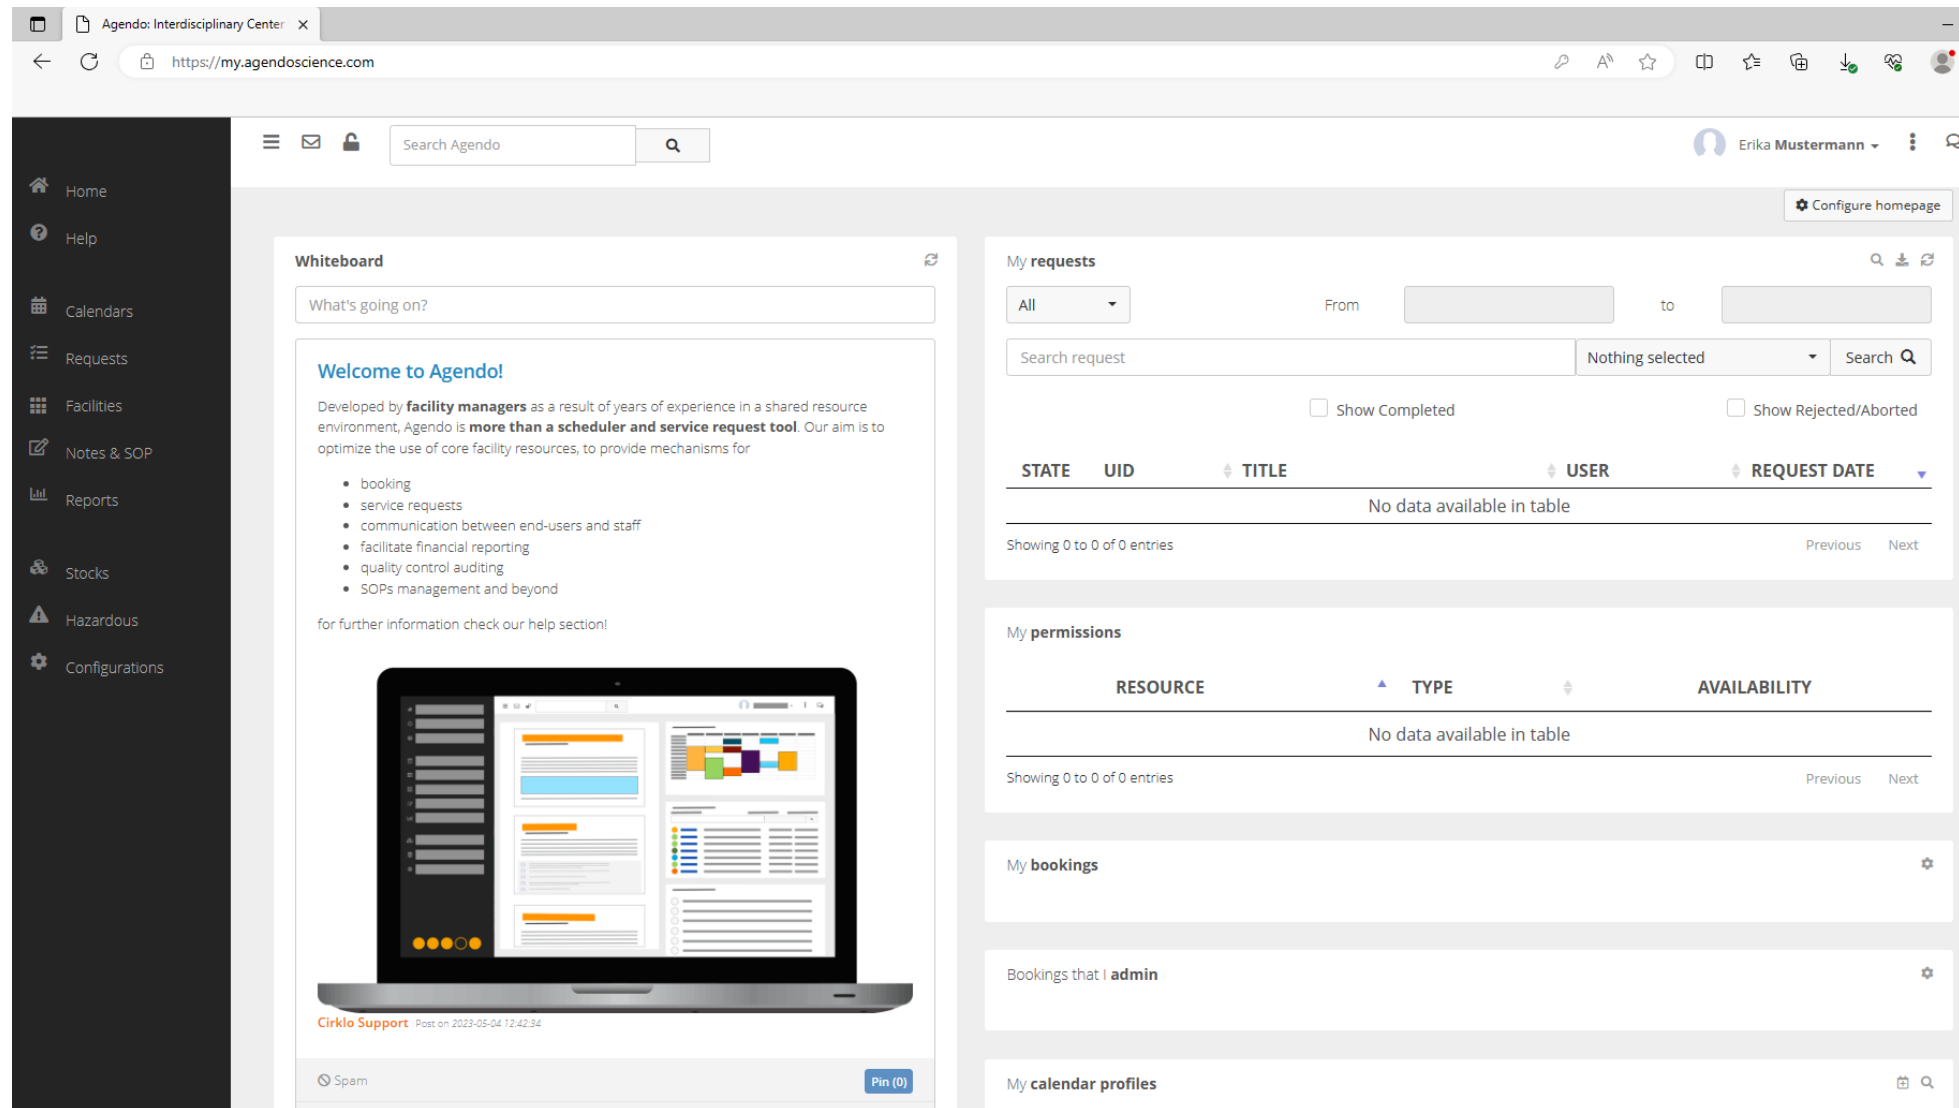 Agendo: Interdisciplinary Center
https://my.agendoscience.com
Search Agendo
Erika Mustermann
Configure homepage
Home
Help
Calendars
Requests
Facilities
Notes & SOP
Reports
Stocks
Hazardous
Configurations
Whiteboard
What's going on?
Welcome to Agendo!
Developed by facility managers as a result of years of experience in a shared resource
environment, Agendo is more than a scheduler and service request tool. Our aim is to
optimize the use of core facility resources, to provide mechanisms for
booking
service requests
communication between end-users and staff
facilitate financial reporting
quality control auditing
SOPs management and beyond
for further information check our help section!
Cirklo Support Post on 2023-05-04 12:42:34
Spam
Pin (0)
My requests
All From to
Search request Nothing selected Search
Show Completed Show Rejected/Aborted
STATE UID TITLE USER REQUEST DATE
No data available in table
Showing 0 to 0 of 0 entries Previous Next
My permissions
RESOURCE TYPE AVAILABILITY
No data available in table
Showing 0 to 0 of 0 entries Previous Next
My bookings
Bookings that I admin
My calendar profiles